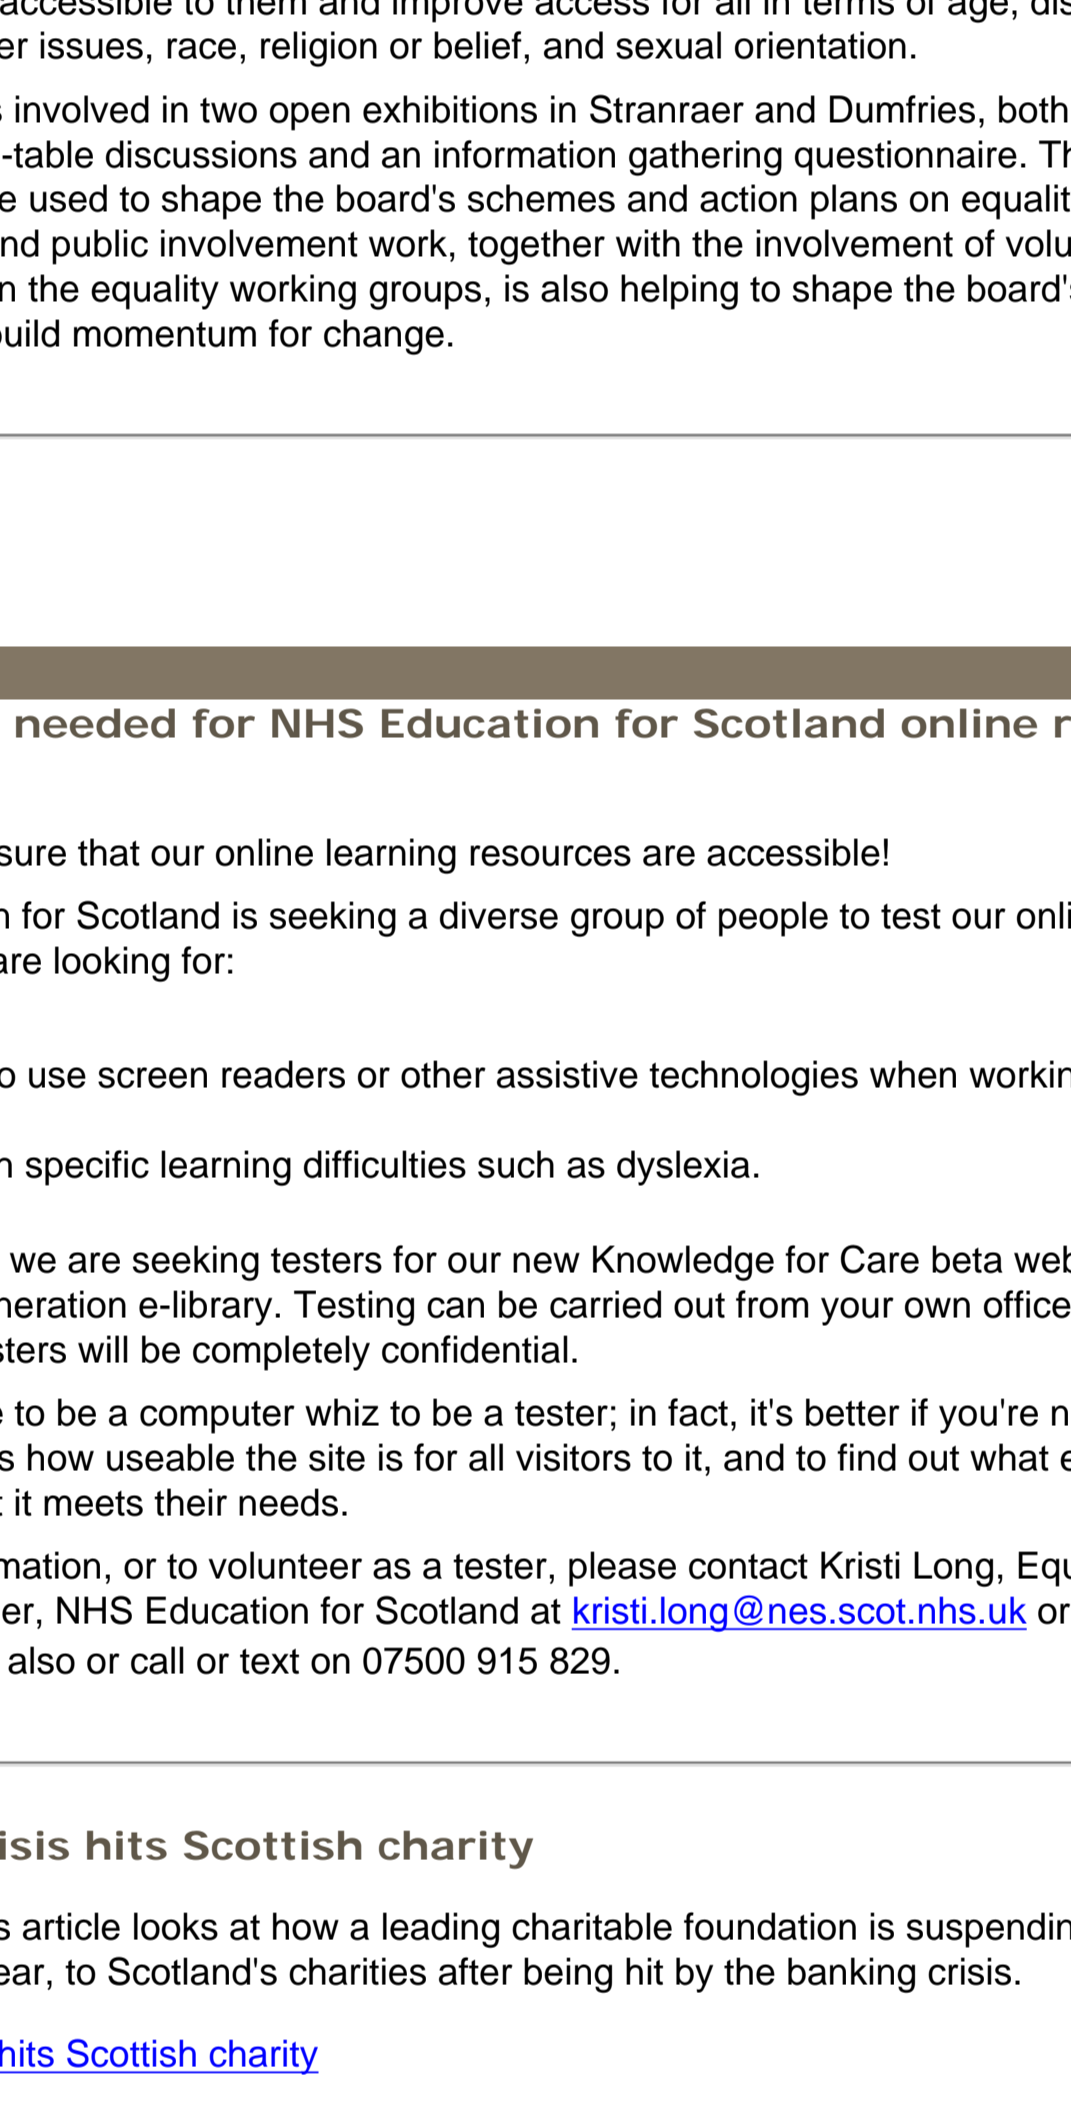 accessible to them and improve access for all in terms of age,
er issues, race, religion or belief, and sexual orientation.
involved in two open exhibitions in Stranraer and Dumfries, both
-table discussions and an information gathering questionnaire. Th
e used to shape the board's schemes and action plans on equalit
nd public involvement work, together with the involvement of volu
n the equality working groups, is also helping to shape the board's
uild momentum for change.
needed for NHS Education for Scotland online r
sure that our online learning resources are accessible!
n for Scotland is seeking a diverse group of people to test our onli
are looking for:
o use screen readers or other assistive technologies when workin
n specific learning difficulties such as dyslexia.
we are seeking testers for our new Knowledge for Care beta web
neration e-library. Testing can be carried out from your own office
sters will be completely confidential.
e to be a computer whiz to be a tester; in fact, it's better if you're n
s how useable the site is for all visitors to it, and to find out what e
t it meets their needs.
mation, or to volunteer as a tester, please contact Kristi Long, Equ
er, NHS Education for Scotland at kristi.long@nes.scot.nhs.uk or
also or call or text on 07500 915 829.
isis hits Scottish charity
s article looks at how a leading charitable foundation is suspendin
ear, to Scotland's charities after being hit by the banking crisis.
hits Scottish charity